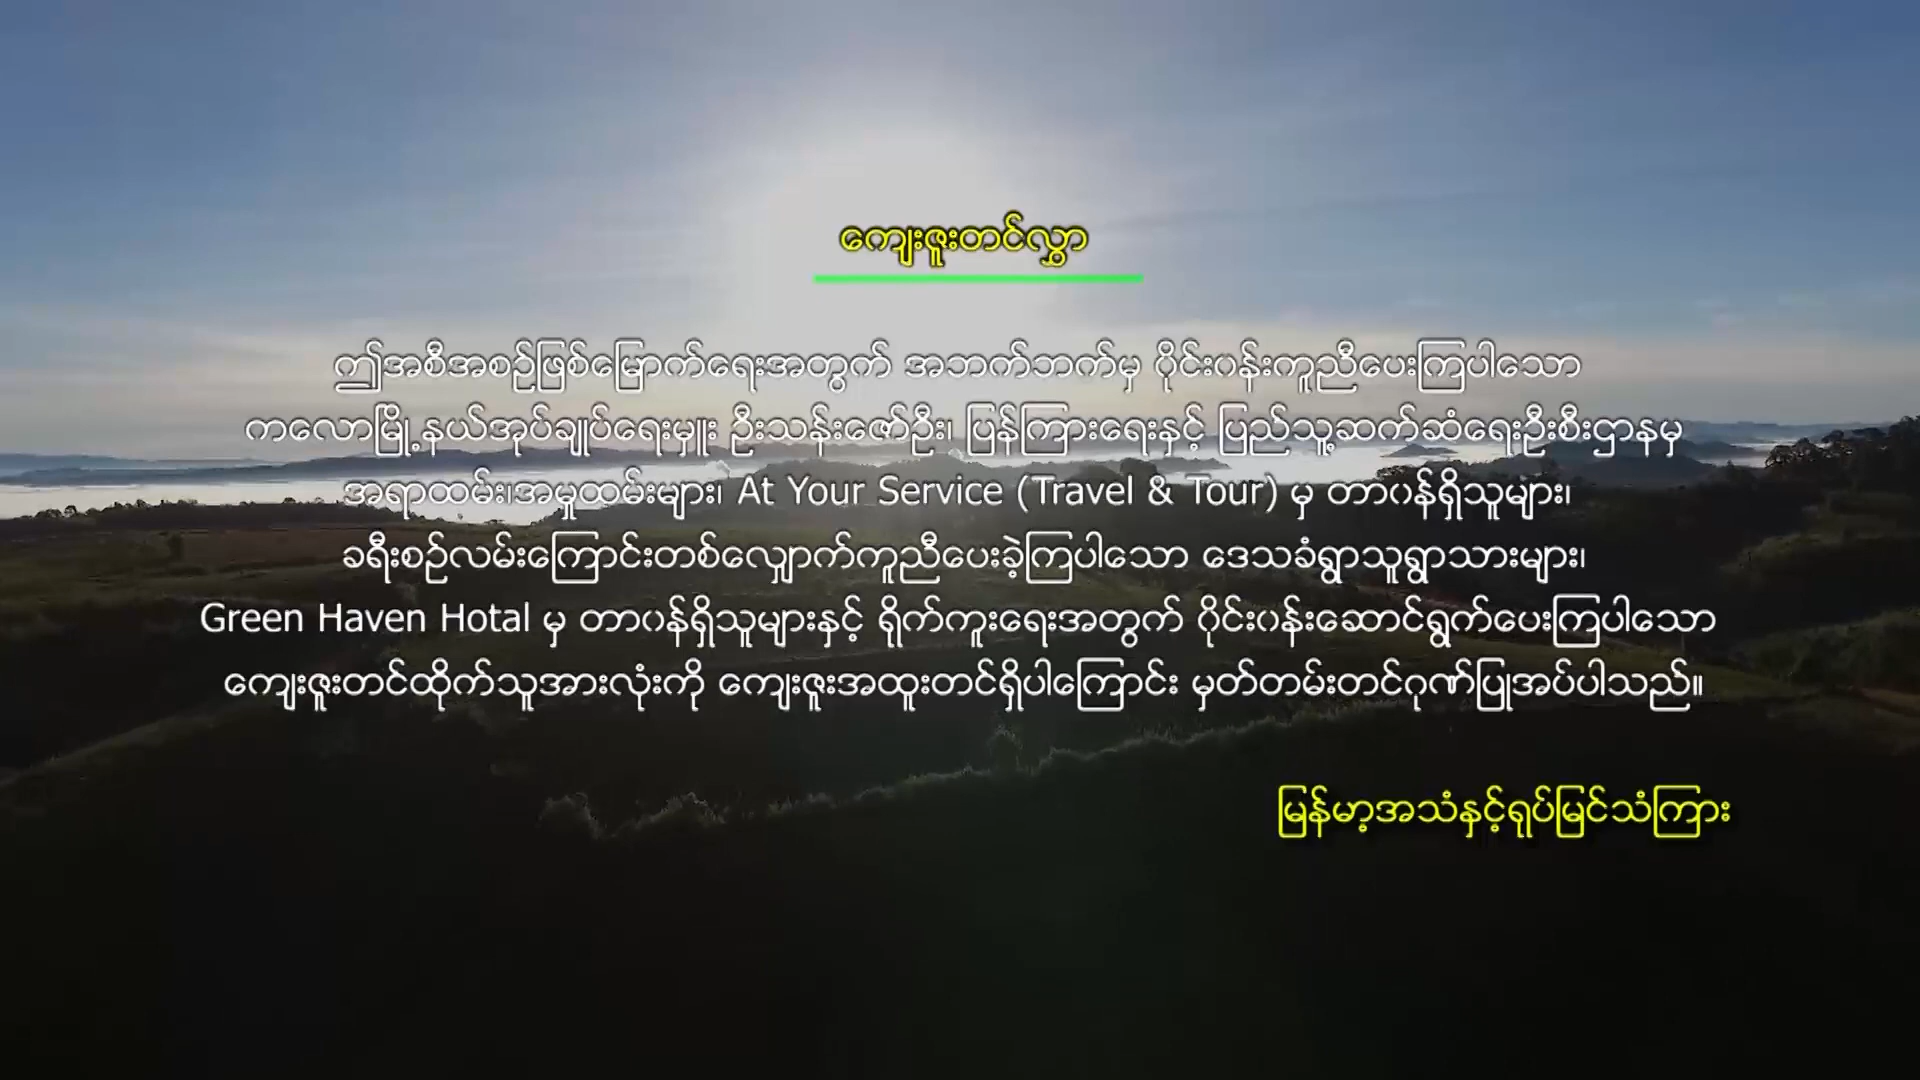 ကျေးဇူးတင်လွှာ
ဤအစီအစဉ်ဖြစ်မြောက်ရေးအတွက် အဘက်ဘက်မှ ပိုင်းဝန်းကူညီပေးကြပါသော
ကလောမြို့နယ်အုပ်ချုပ်ရေးမှူး ဦးသန်းဇော်ဦး၊ ပြန်ကြားရေးနှင့် ပြည်သူ့ဆက်ဆံရေးဦးစီးဌာနမှ
အရာထမ်း၊အမှုထမ်းများ၊ At Your Service (Travel & Tour) မှ တာဝန်ရှိသူများ၊
ခရီးစဉ်လမ်းကြောင်းတစ်လျှောက်ကူညီပေးခဲ့ကြပါသော ဒေသခံရွာသူရွာသားများ၊
Green Haven Hotal မှ တာဝန်ရှိသူများနှင့် ရိုက်ကူးရေးအတွက် ပိုင်းဝန်းဆောင်ရွက်ပေးကြပါသော
ကျေးဇူးတင်ထိုက်သူအားလုံးကို ကျေးဇူးအထူးတင်ရှိပါကြောင်း မှတ်တမ်းတင်ဂုဏ်ပြုအပ်ပါသည်။
မြန်မာ့အသံနှင့်ရုပ်မြင်သံကြား